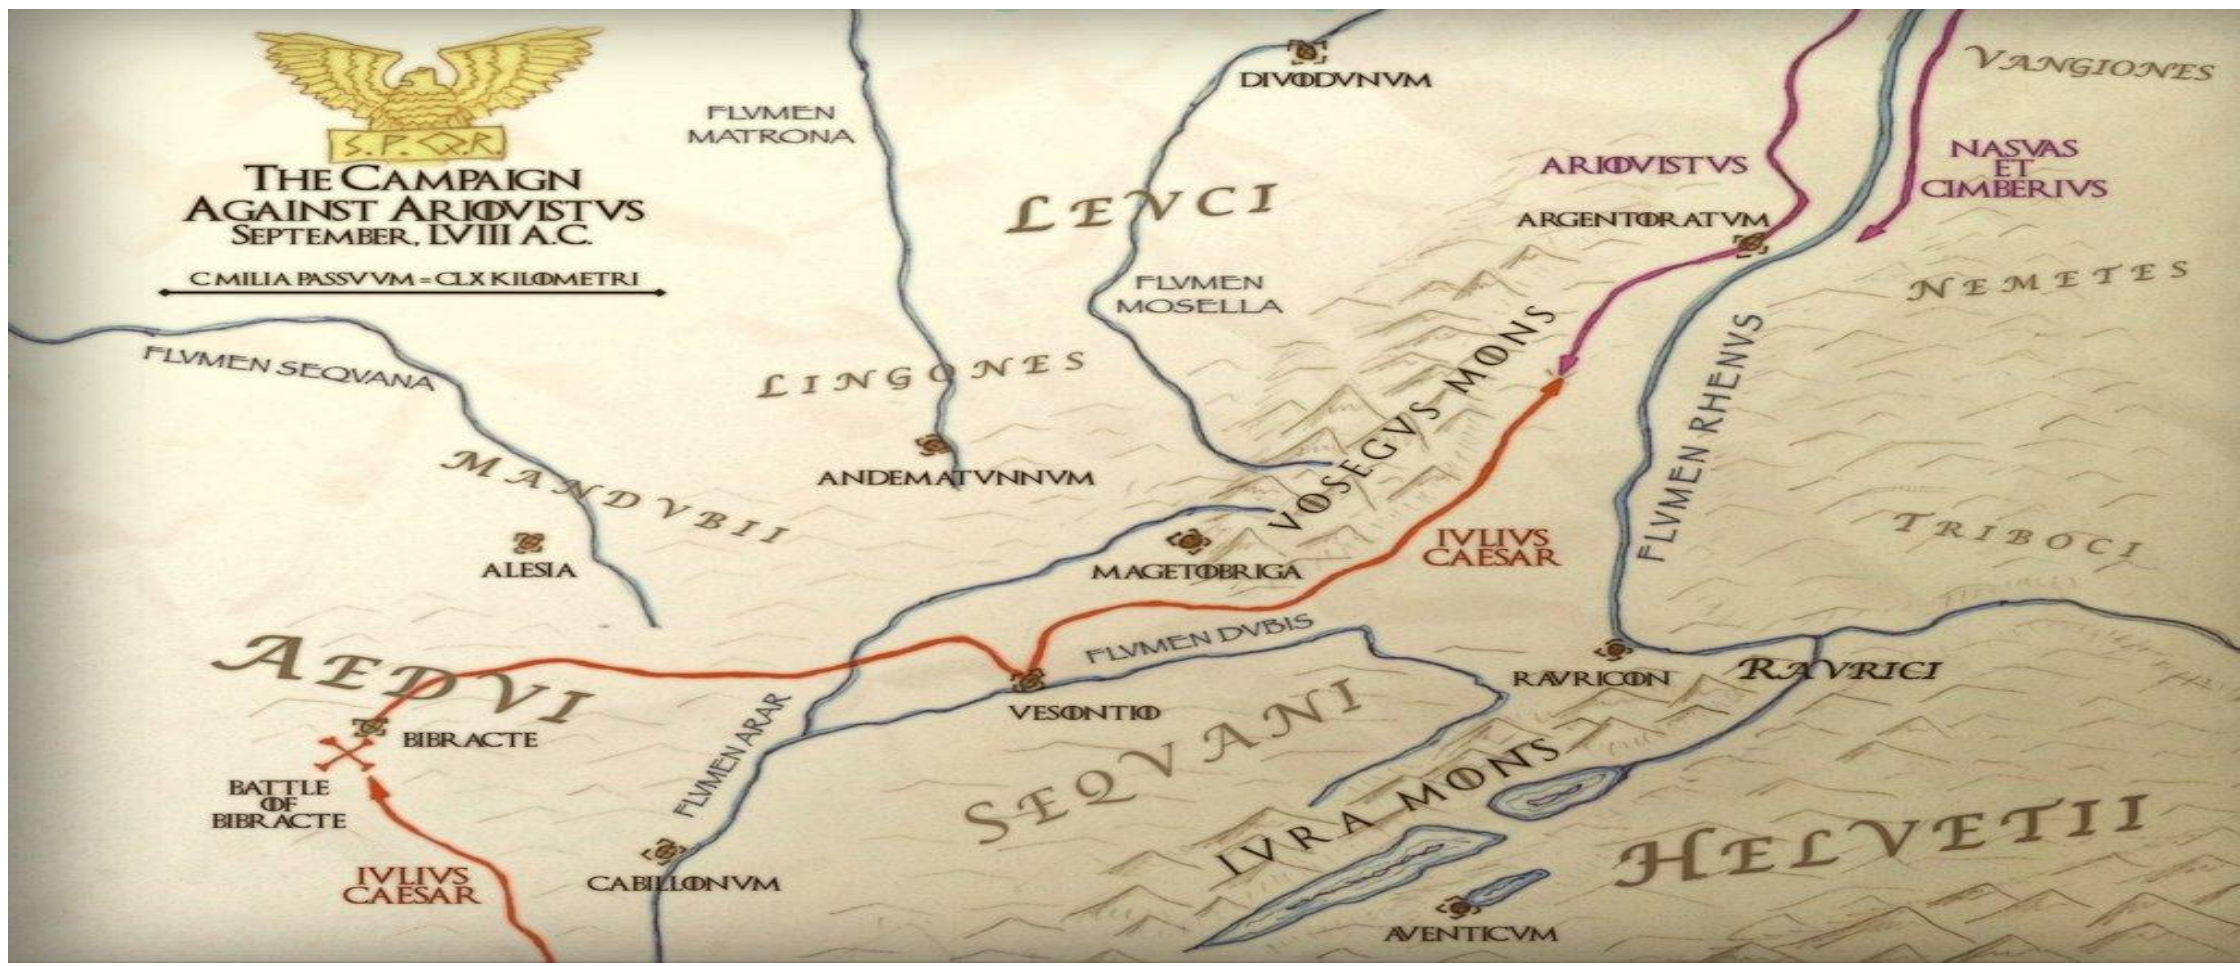 S.P.Q.R.
THE CAMPAIGN
AGAINST ARIOVISTVS
SEPTEMBER, LVIII A.C.
C MILIA PASSVVM = CLX KILOMETRI
FLVMEN
MATRONA
DIVODVNVM
VANGIONES
ARIOVISTVS
NASVAS
ET
CIMBERIVS
LEVCI
ARGENTORATVM
FLVMEN
MOSELLA
NEMETES
FLVMEN SEQVANA
LINGONES
VOSEGVS MONS
FLVMEN RHENVS
MANDVBII
ANDEMATVNNVM
ALESIA
MAGETOBRIGA
IVLIVS
CAESAR
TRIBOCI
AEDVI
FLVMEN DVBIS
RAVRICON
RAVRICI
BIBRACTE
VESONTIO
FLVMEN ARAR
SEQVANI
IVRA MONS
BATTLE
OF
BIBRACTE
HELVETII
IVLIVS
CAESAR
CABILLONVM
AVENTICVM